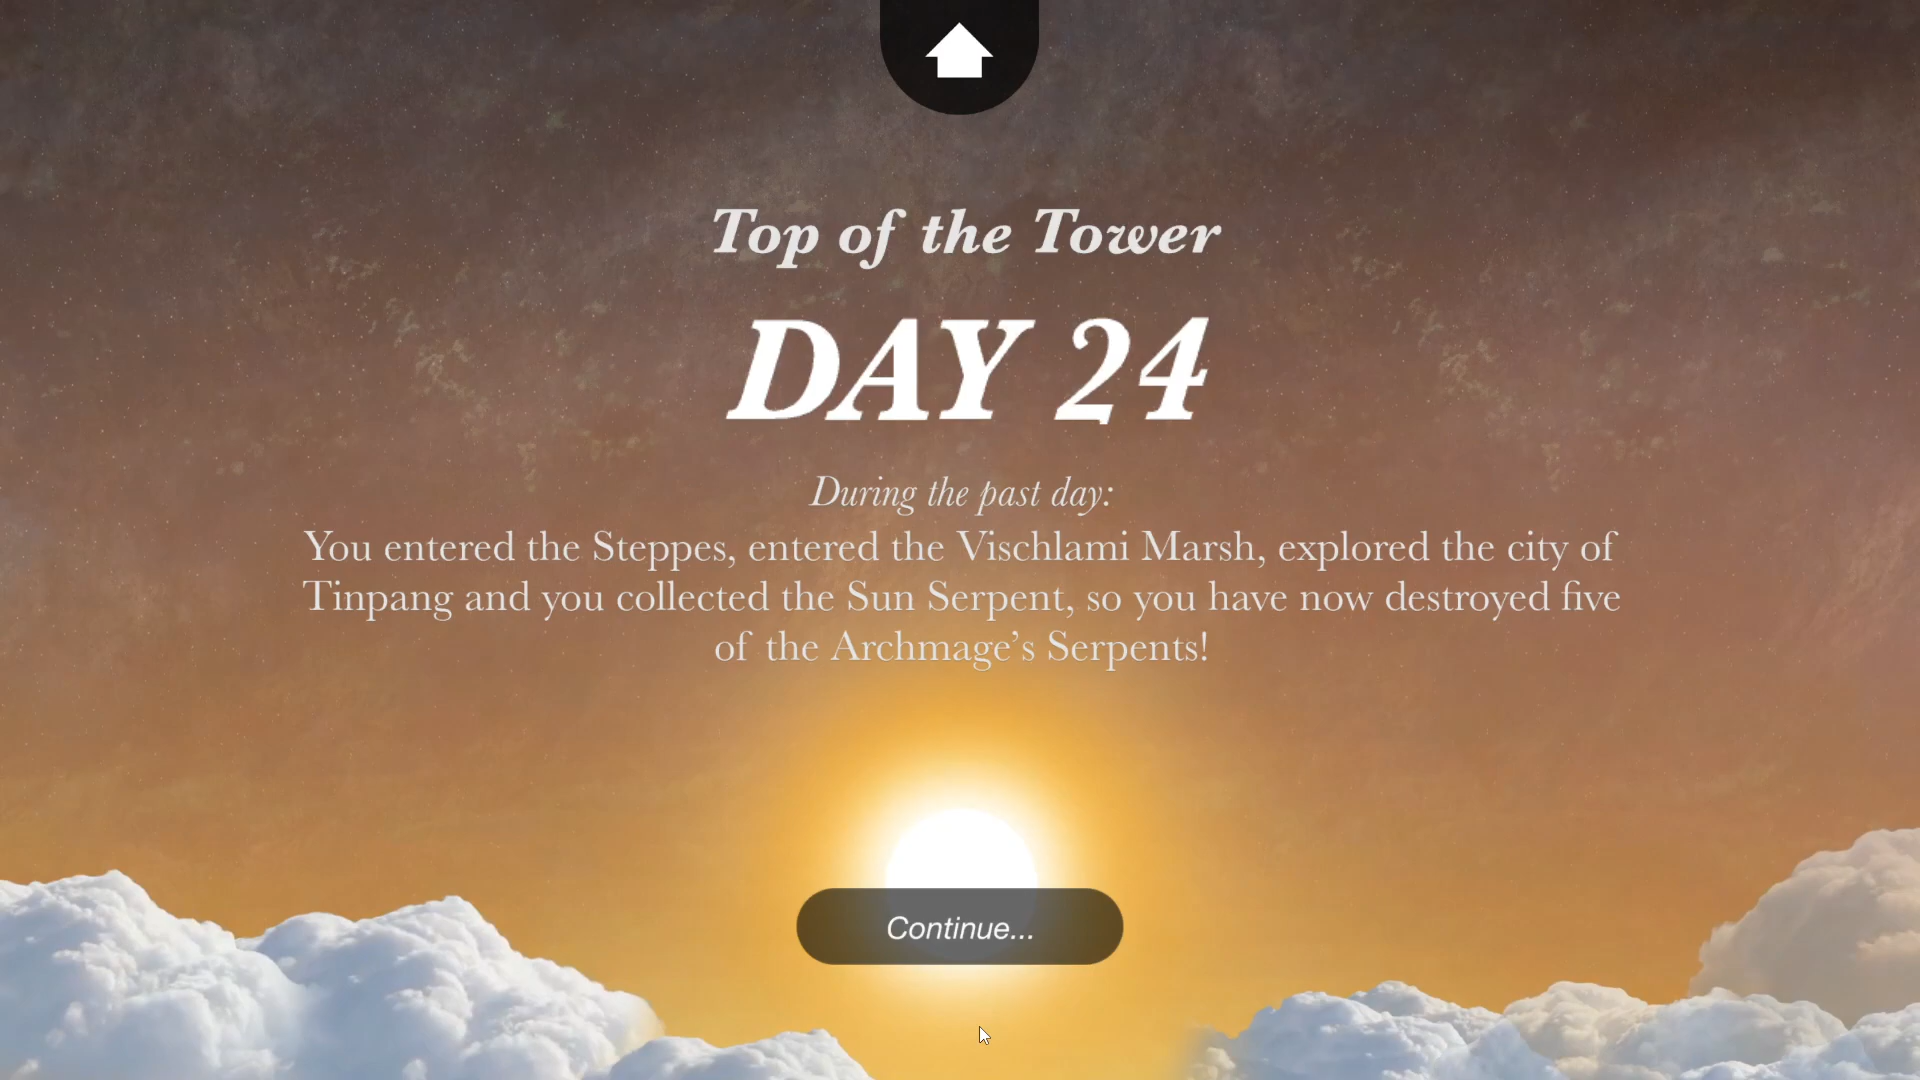 Top of the Tower
DAY 24
During the past day:
You entered the Steppes, entered the Vischlami Marsh, explored the city of
Tinpang and you collected the Sun Serpent, so you have now destroyed five
of the Archmage’s Serpents!
Continue...